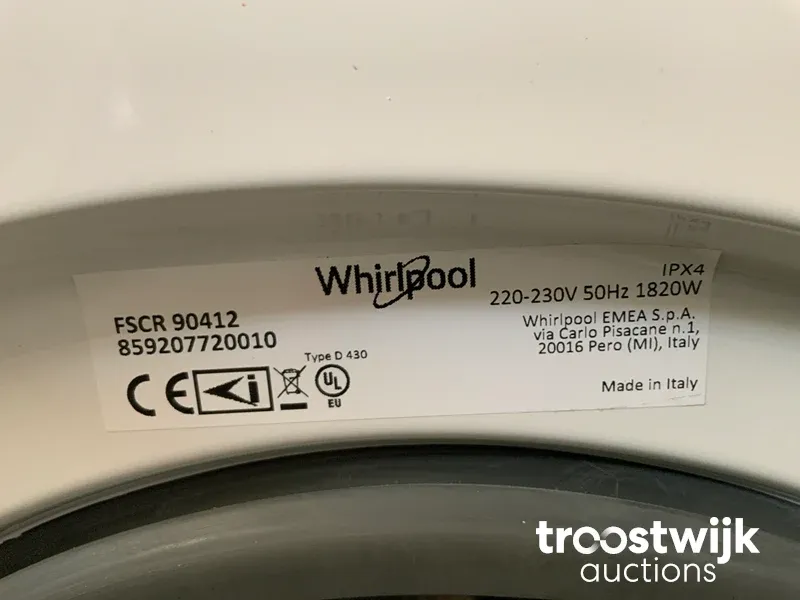 Whirlpool
IPX4
220-230V 50Hz 1820W
FSCR 90412
859207720010
Whirlpool EMEA S.p.A.
via Carlo Pisacane n.1,
20016 Pero (MI), Italy
Type D 430
CE
UL
EU
Made in Italy
troostwijk
auctions